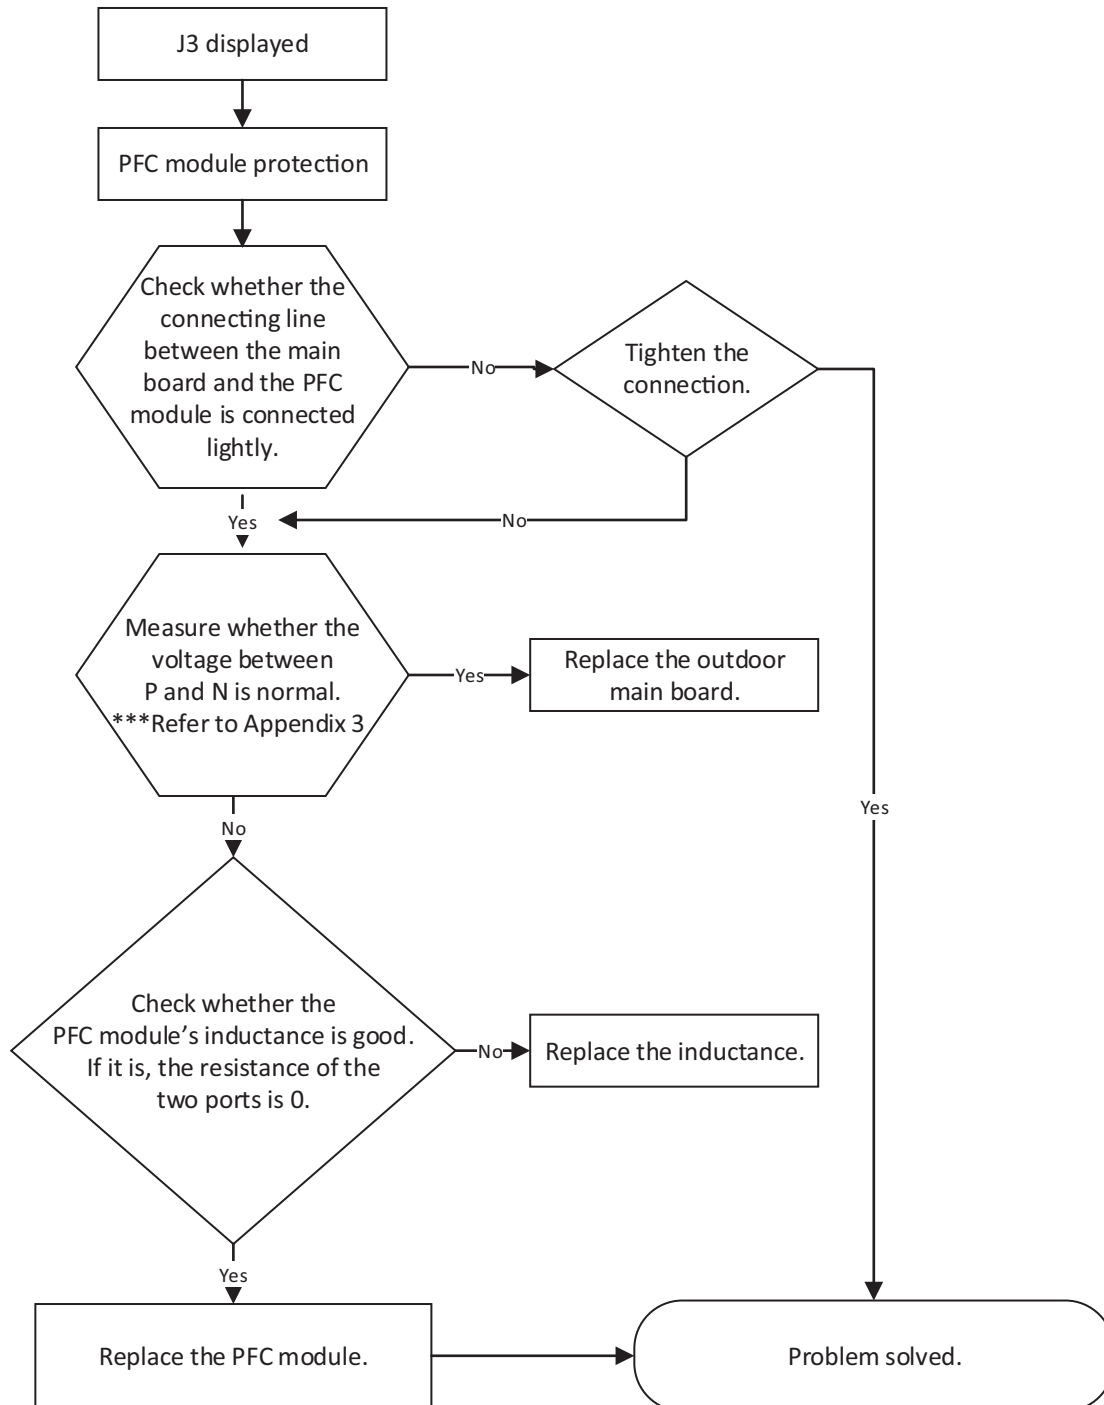 J3 displayed
PFC module protection
Check whether the
connecting line
between the main
board and the PFC
module is connected
lightly.
No
Tighten the
connection.
Yes
No
Measure whether the
voltage between
P and N is normal.
***Refer to Appendix 3
Yes
Replace the outdoor
main board.
Yes
No
Check whether the
PFC module’s inductance is good.
If it is, the resistance of the
two ports is 0.
No
Replace the inductance.
Yes
Replace the PFC module.
Problem solved.